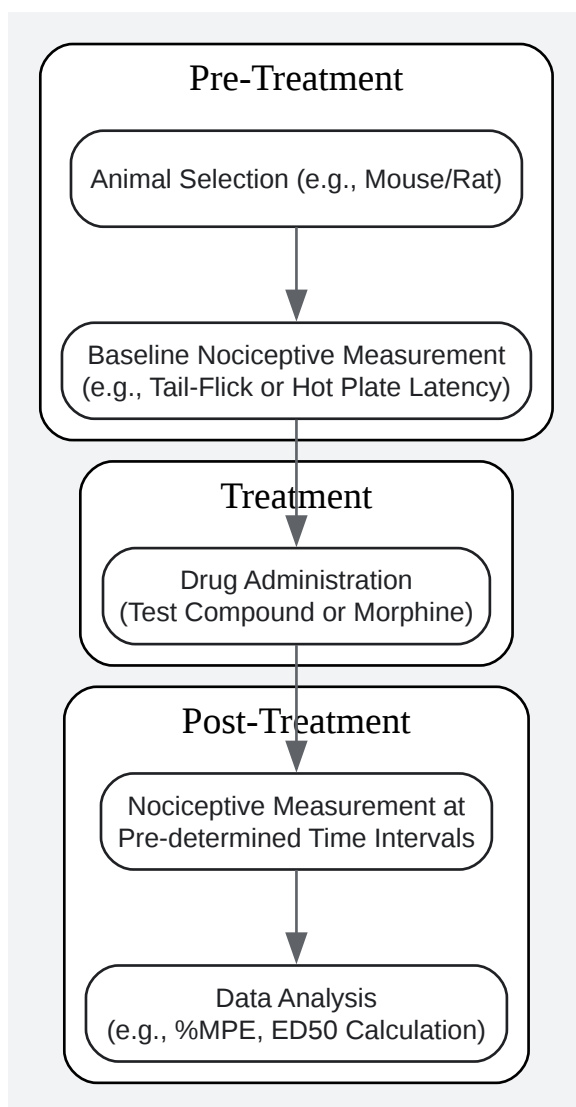 Pre-Treatment
Animal Selection (e.g., Mouse/Rat)
Baseline Nociceptive Measurement
(e.g., Tail-Flick or Hot Plate Latency)
Treatment
Drug Administration
(Test Compound or Morphine)
Post-Treatment
Nociceptive Measurement at
Pre-determined Time Intervals
Data Analysis
(e.g., %MPE, ED50 Calculation)